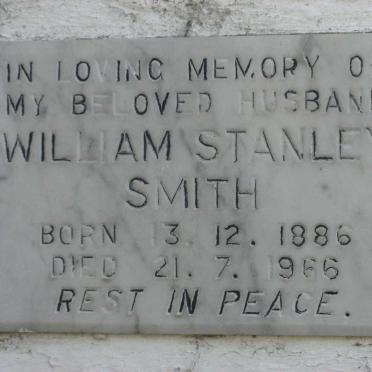 IN LOVING MEMORY O
MY BELOVED HUSBAN
WILLIAM STANLEY
SMITH
BORN 13. 12. 1886
DIED 21. 7. 1966
REST IN PEACE.